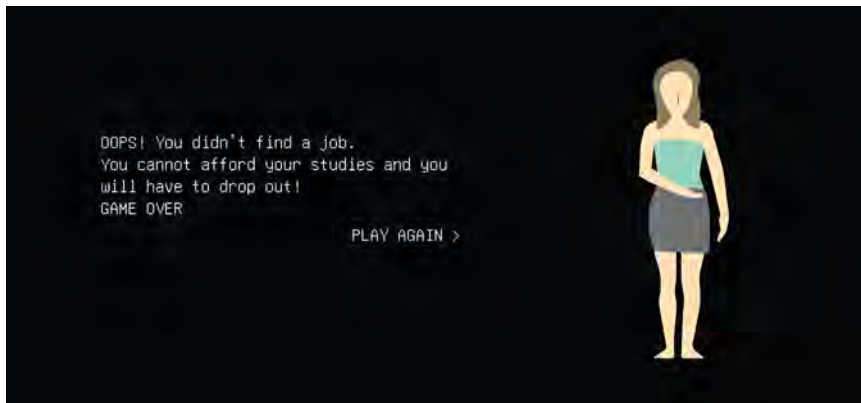 OOPS! You didn't find a job.
You cannot afford your studies and you
will have to drop out!
GAME OVER
PLAY AGAIN >